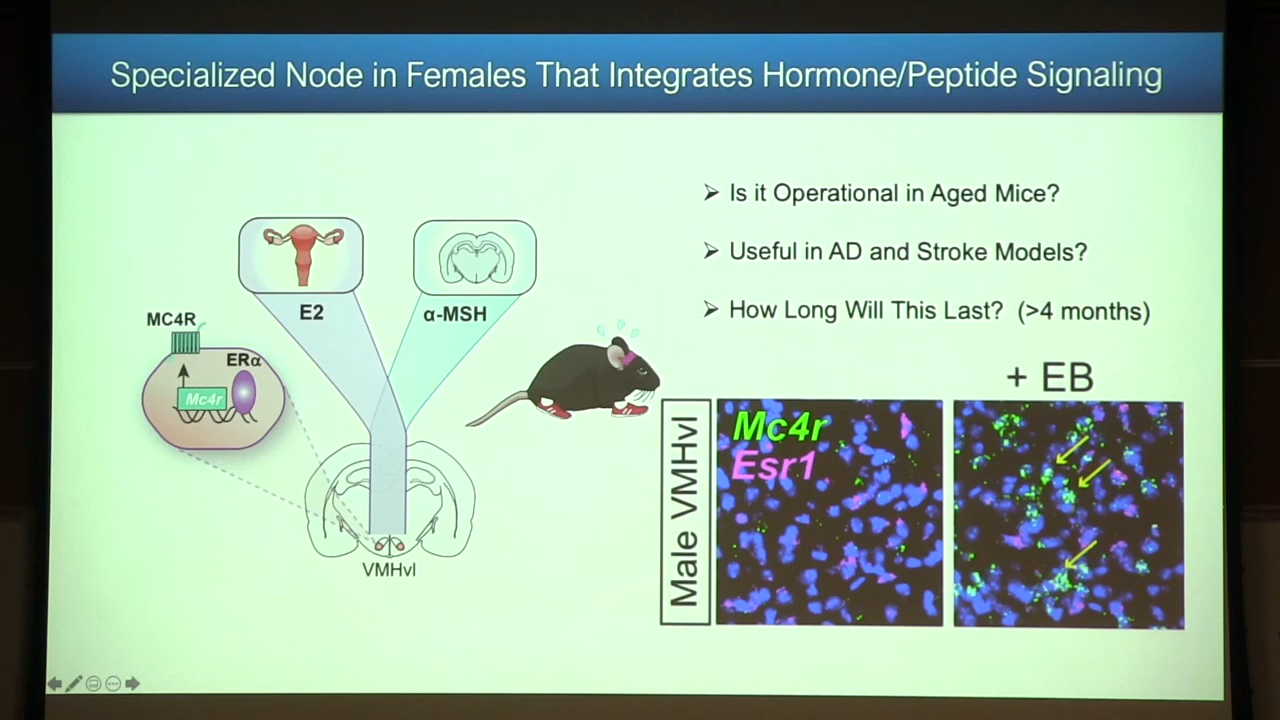 Specialized Node in Females That Integrates Hormone/Peptide Signaling
➢ Is it Operational in Aged Mice?
➢ Useful in AD and Stroke Models?
➢ How Long Will This Last? (>4 months)
E2
α-MSH
MC4R
ERα
Mc4r
VMHvl
+ EB
Male VMHvl
Mc4r
Esr1